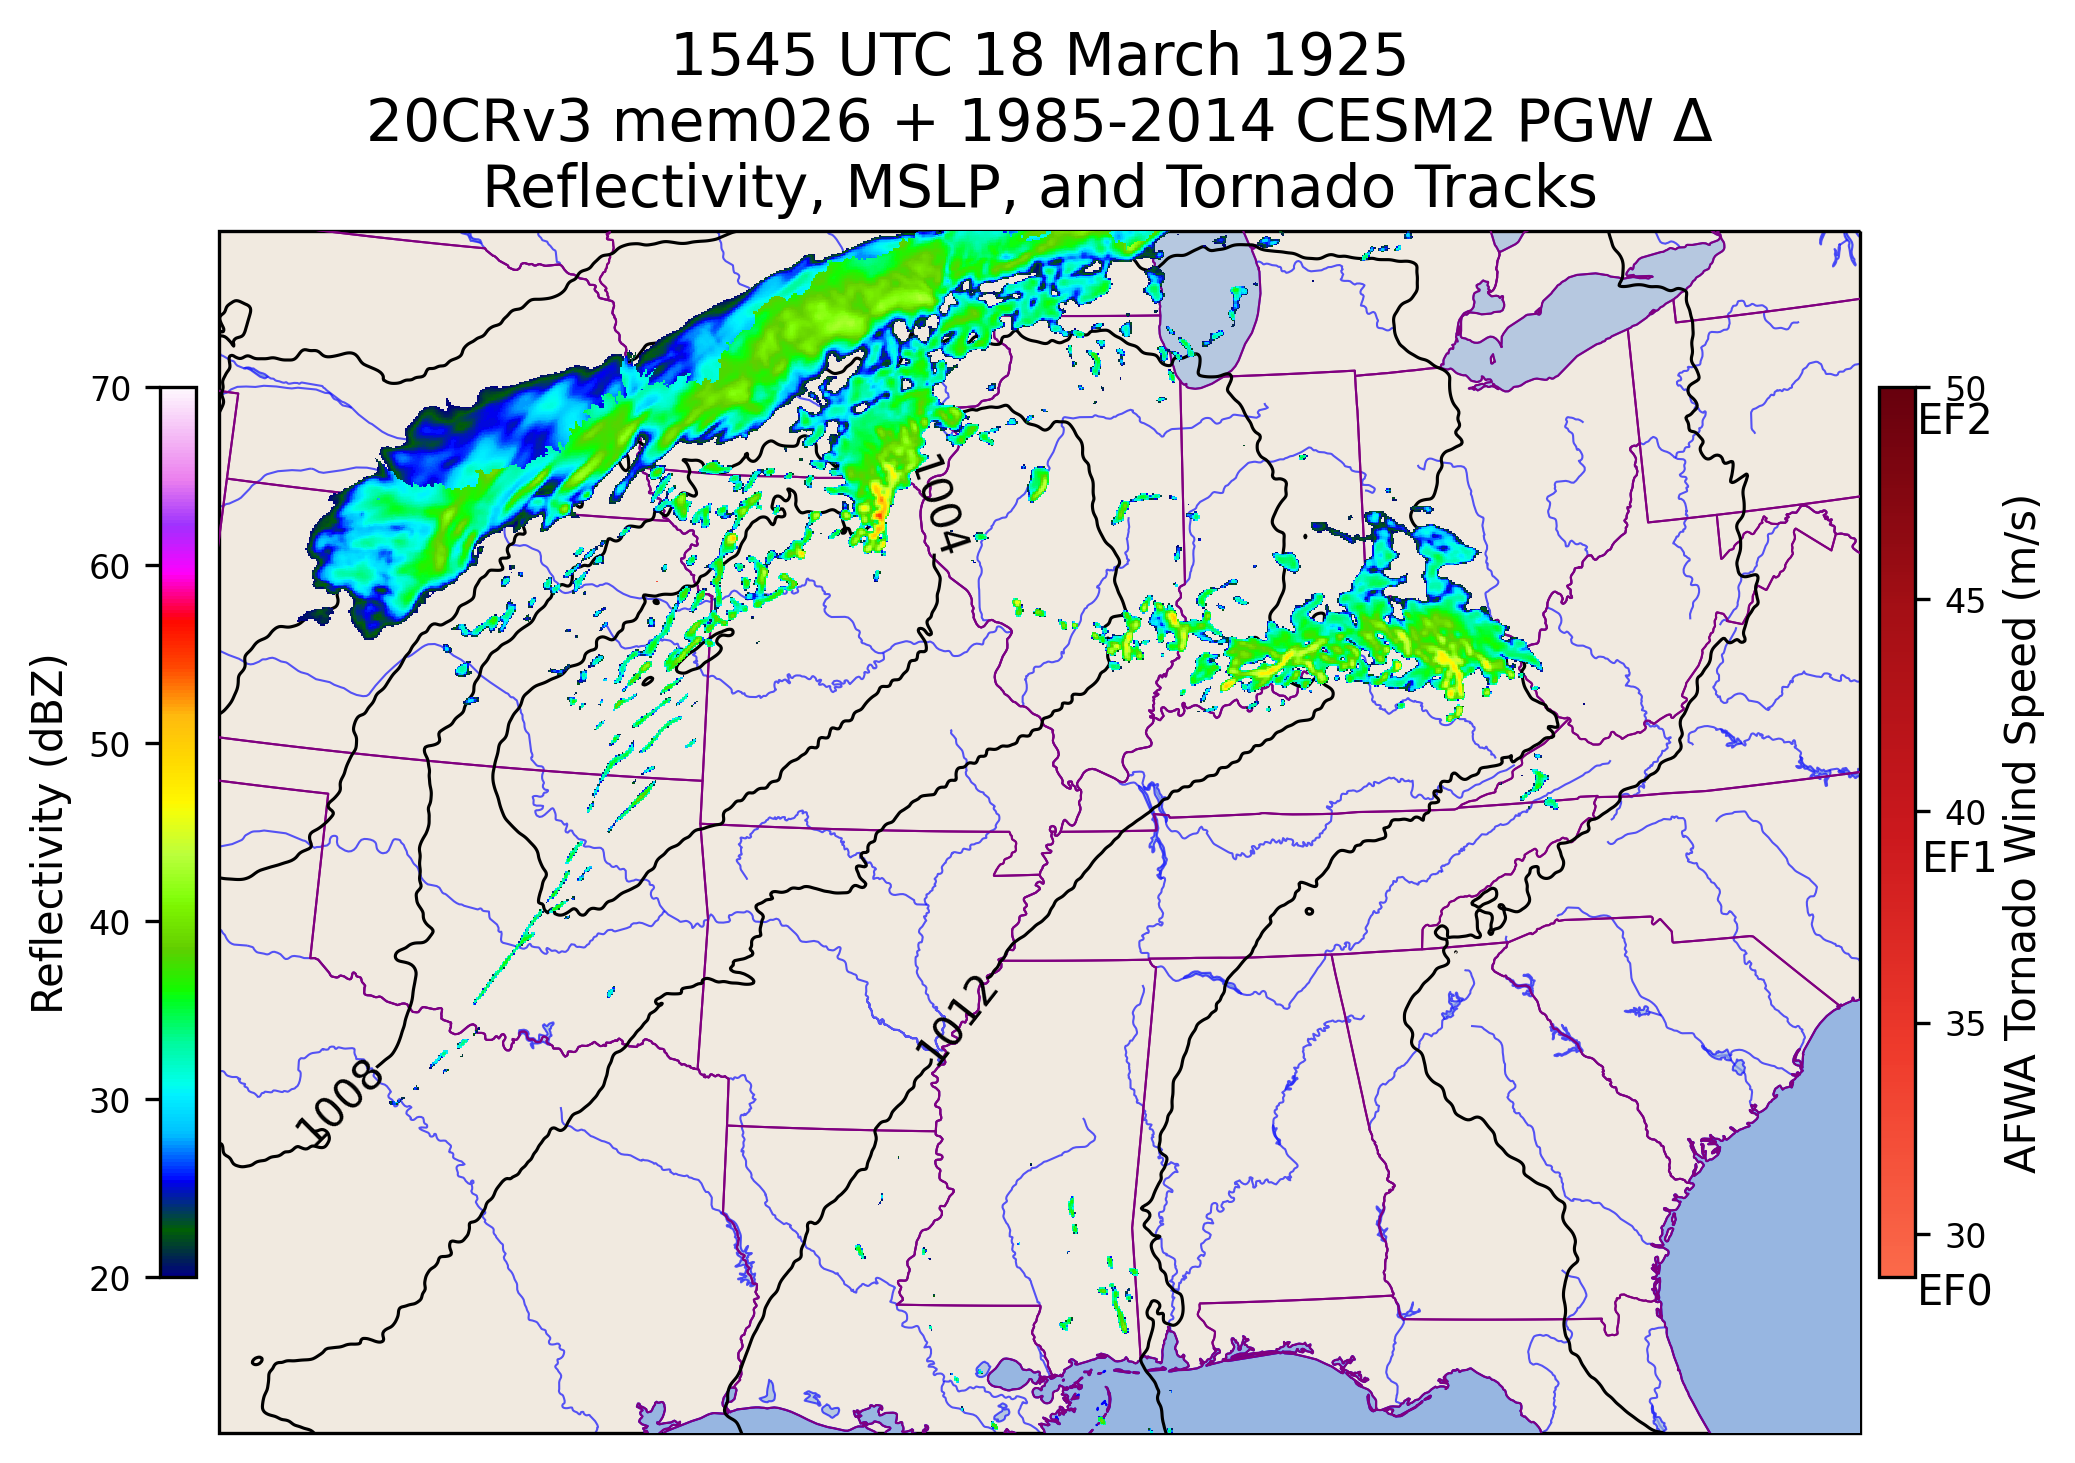 1545 UTC 18 March 1925
20CRv3 mem026 + 1985-2014 CESM2 PGW Δ
Reflectivity, MSLP, and Tornado Tracks
70
60
50
40
30
20
Reflectivity (dBZ)
1004
1012
1008
50
EF2
45
40
EF1
35
30
EF0
AFWA Tornado Wind Speed (m/s)